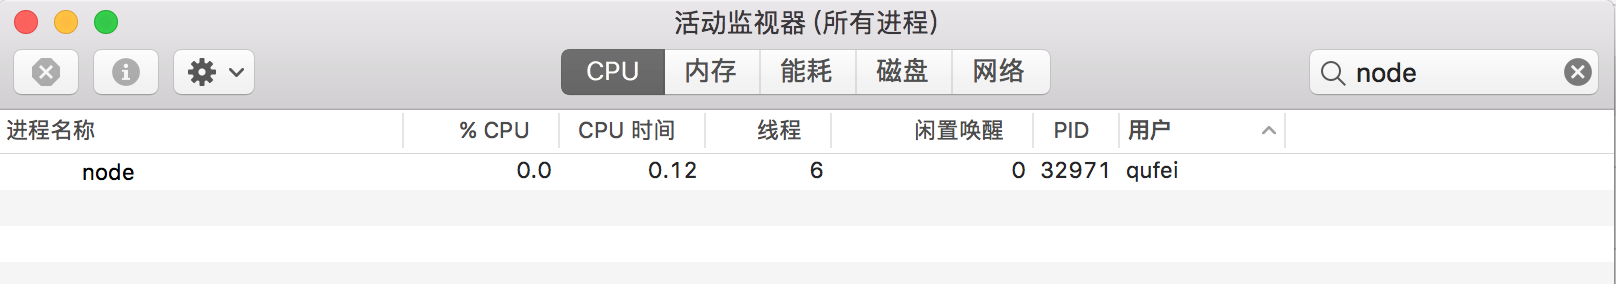 活动监视器 (所有进程)
CPU 内存 能耗 磁盘 网络 node
进程名称 % CPU CPU 时间 线程 闲置唤醒 PID 用户
node 0.0 0.12 6 0 32971 qufei